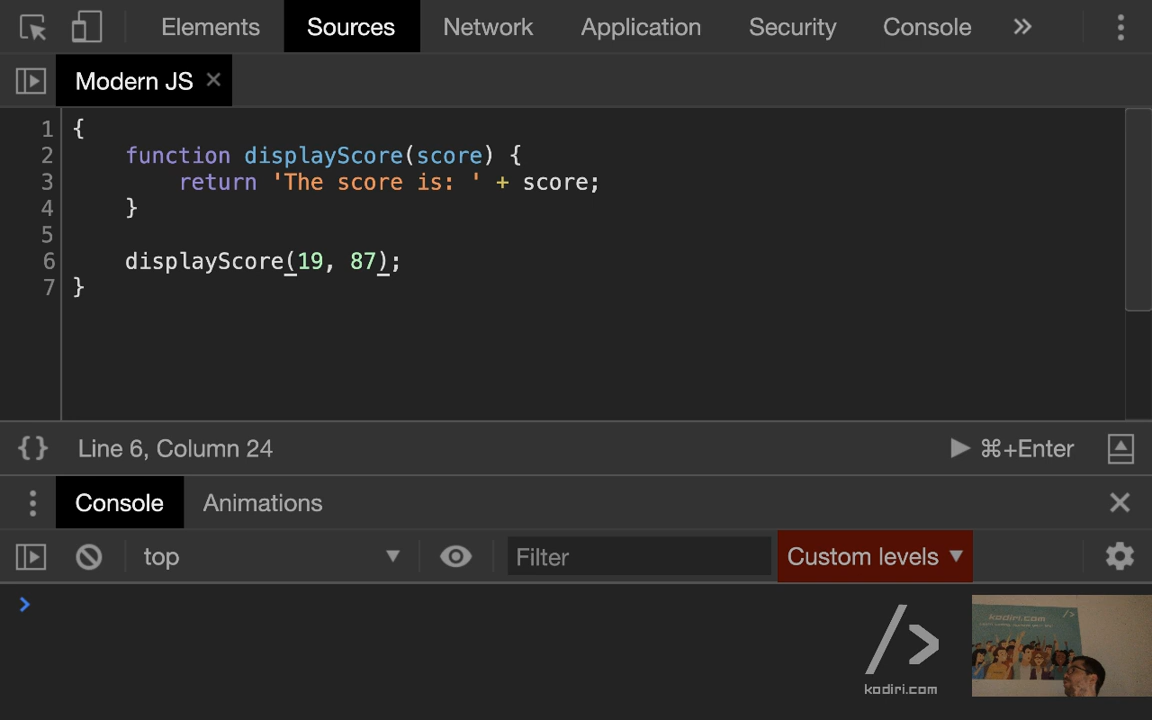 Elements Sources Network Application Security Console »
Modern JS ×
1 {
2     function displayScore(score) {
3         return 'The score is: ' + score;
4     }
5
6     displayScore(19, 87);
7 }
{} Line 6, Column 24 ⌘+Enter
Console Animations
top Filter Custom levels
>
/>
kodiri.com
kodiri.com />